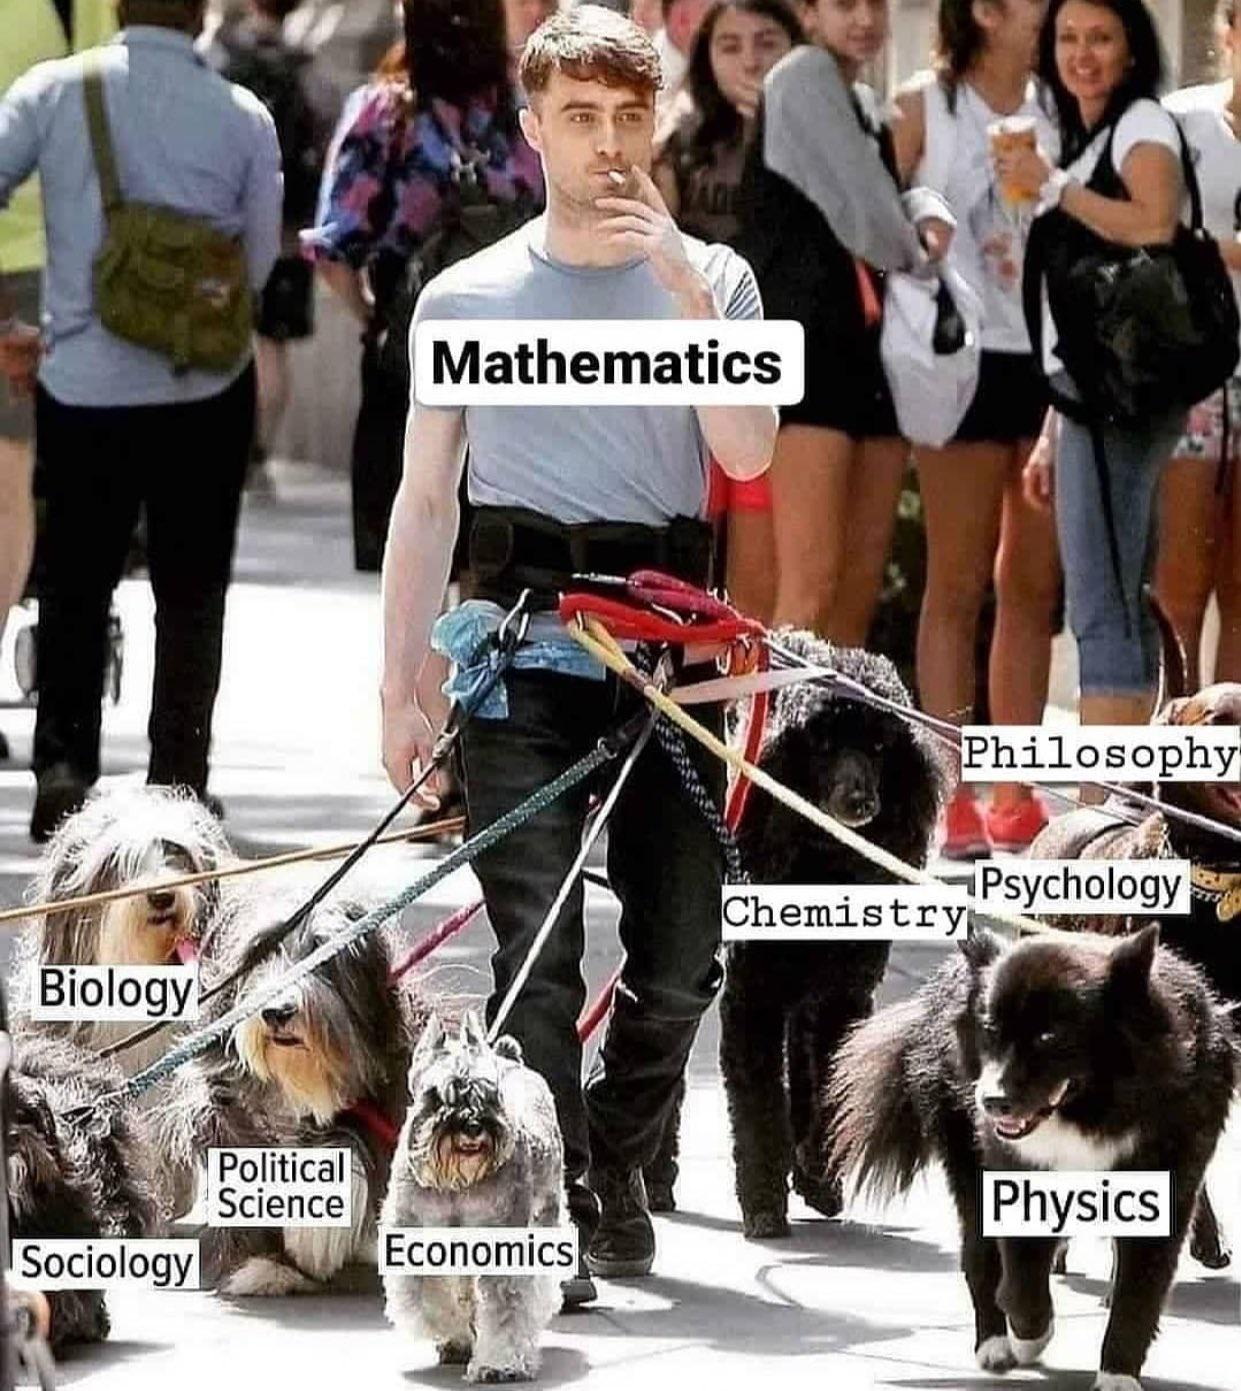 Mathematics
Philosophy
Psychology
Chemistry
Biology
Political
Science
Physics
Economics
Sociology